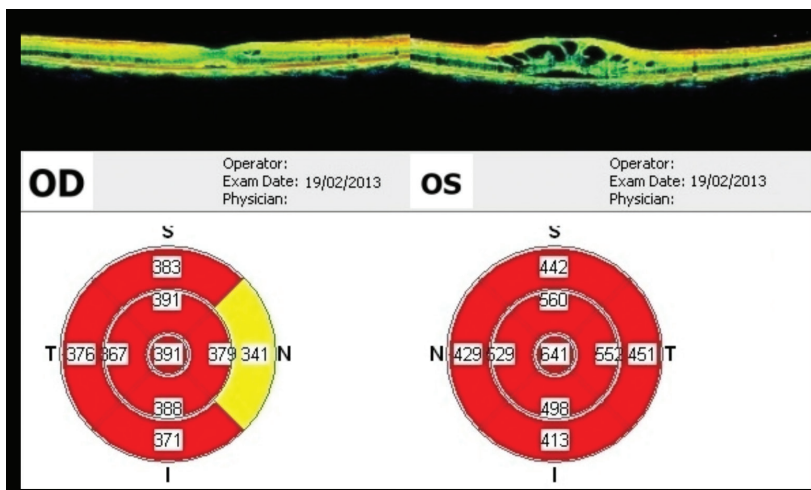 OD
Operator:
Exam Date: 19/02/2013
Physician:
OS
Operator:
Exam Date: 19/02/2013
Physician:
S
383
391
T 376 367 391 379 341 N
388
371
I
S
442
560
N 429 529 641 552 451 T
498
413
I